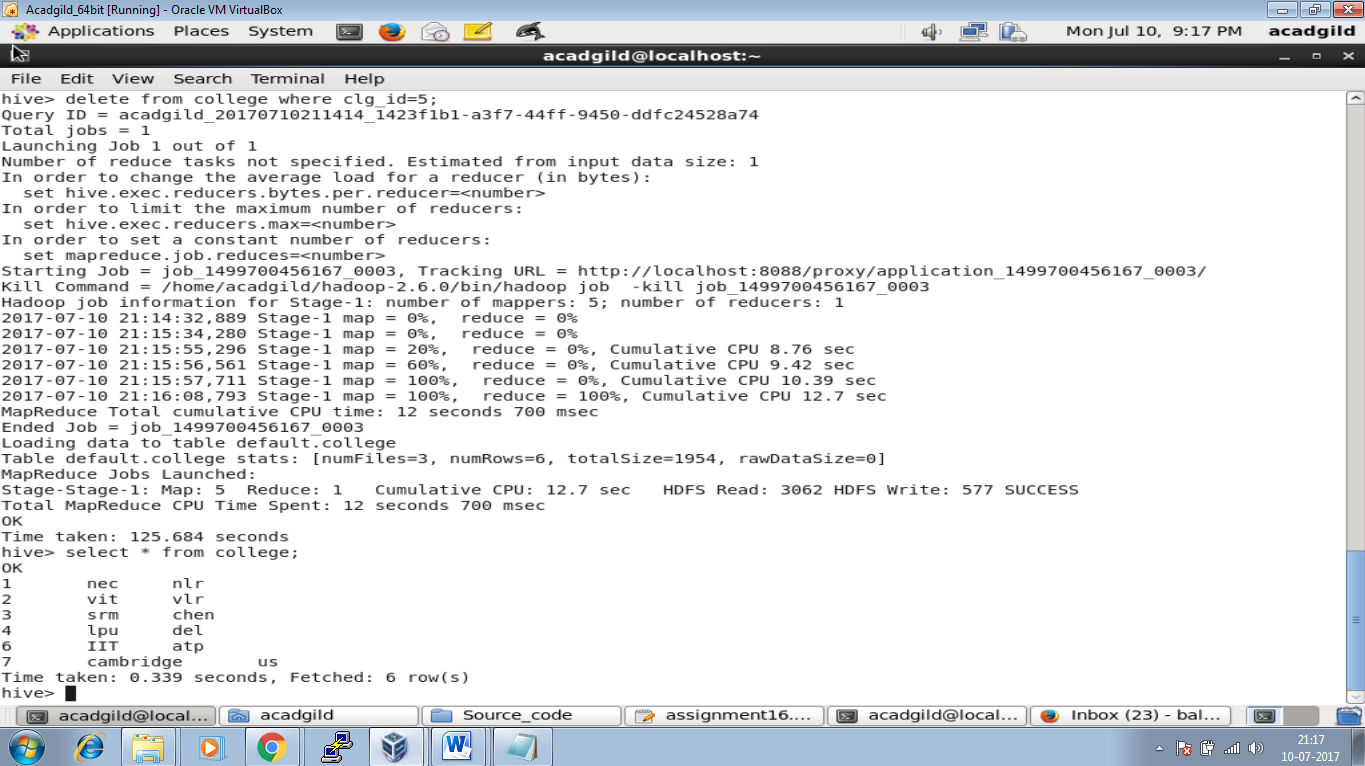 Acadgild_64bit [Running] - Oracle VM VirtualBox
Applications Places System Mon Jul 10, 9:17 PM acadgild
acadgild@localhost:~
File Edit View Search Terminal Help
hive> delete from college where clg_id=5;
Query ID = acadgild_20170710211414_1423f1b1-a3f7-44ff-9450-ddfc24528a74
Total jobs = 1
Launching Job 1 out of 1
Number of reduce tasks not specified. Estimated from input data size: 1
In order to change the average load for a reducer (in bytes):
  set hive.exec.reducers.bytes.per.reducer=<number>
In order to limit the maximum number of reducers:
  set hive.exec.reducers.max=<number>
In order to set a constant number of reducers:
  set mapreduce.job.reduces=<number>
Starting Job = job_1499700456167_0003, Tracking URL = http://localhost:8088/proxy/application_1499700456167_0003/
Kill Command = /home/acadgild/hadoop-2.6.0/bin/hadoop job  -kill job_1499700456167_0003
Hadoop job information for Stage-1: number of mappers: 5; number of reducers: 1
2017-07-10 21:14:32,889 Stage-1 map = 0%,  reduce = 0%
2017-07-10 21:15:34,280 Stage-1 map = 0%,  reduce = 0%
2017-07-10 21:15:55,296 Stage-1 map = 20%,  reduce = 0%, Cumulative CPU 8.76 sec
2017-07-10 21:15:56,561 Stage-1 map = 60%,  reduce = 0%, Cumulative CPU 9.42 sec
2017-07-10 21:15:57,711 Stage-1 map = 100%,  reduce = 0%, Cumulative CPU 10.39 sec
2017-07-10 21:16:08,793 Stage-1 map = 100%,  reduce = 100%, Cumulative CPU 12.7 sec
MapReduce Total cumulative CPU time: 12 seconds 700 msec
Ended Job = job_1499700456167_0003
Loading data to table default.college
Table default.college stats: [numFiles=3, numRows=6, totalSize=1954, rawDataSize=0]
MapReduce Jobs Launched:
Stage-Stage-1: Map: 5  Reduce: 1   Cumulative CPU: 12.7 sec   HDFS Read: 3062 HDFS Write: 577 SUCCESS
Total MapReduce CPU Time Spent: 12 seconds 700 msec
OK
Time taken: 125.684 seconds
hive> select * from college;
OK
1 nec nlr
2 vit vlr
3 srm chen
4 lpu del
6 IIT atp
7 cambridge us
Time taken: 0.339 seconds, Fetched: 6 row(s)
hive>
acadgild@local... acadgild Source_code assignment16.... acadgild@local... Inbox (23) - bal...
21:17
10-07-2017